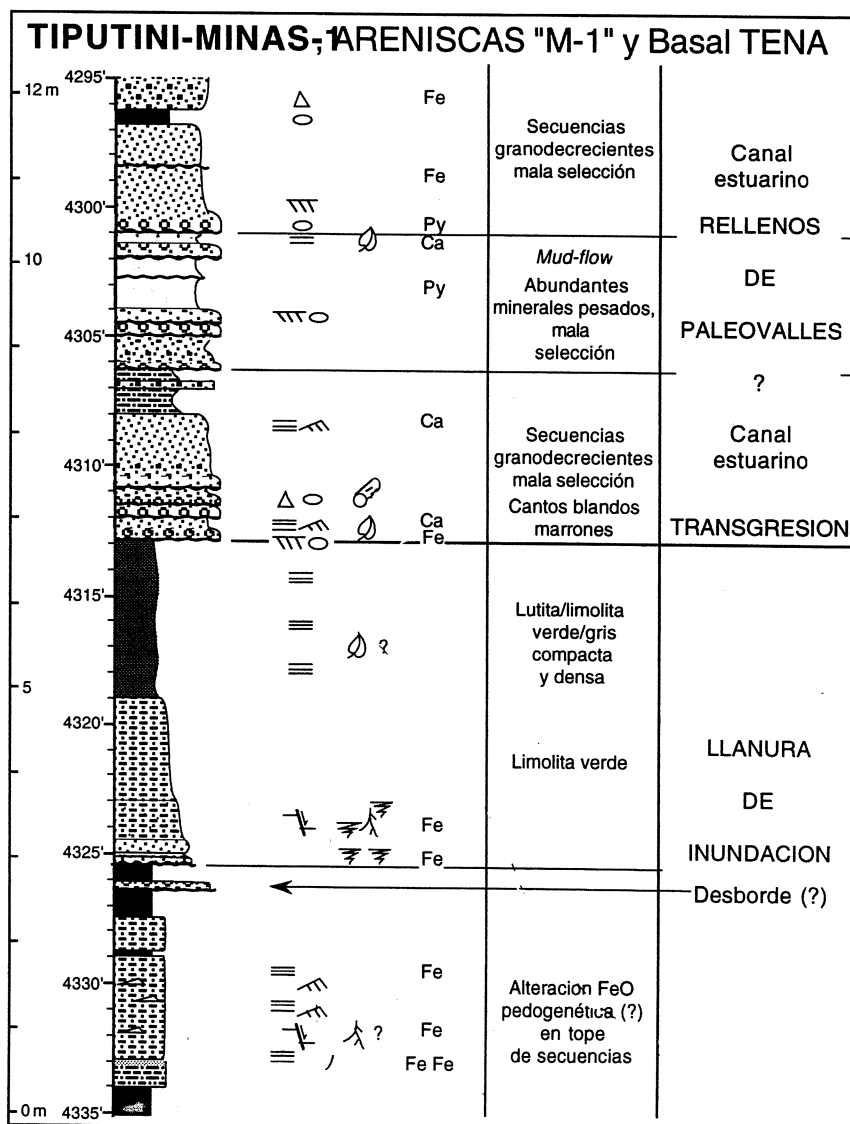 TIPUTINI-MINAS-1, ARENISCAS "M-1" y Basal TENA
12 m
4295'
Fe
Secuencias
granodecrecientes
mala selección
Canal
estuarino
Fe
4300'
Py
RELLENOS
Ca
10
Mud-flow
DE
Py
Abundantes
minerales pesados,
mala
selección
4305'
PALEOVALLES
?
Ca
4310'
Secuencias
granodecrecientes
mala selección
Canal
estuarino
Cantos blandos
marrones
Ca
TRANSGRESION
Fe
4315'
Lutita/limolita
verde/gris
compacta
y densa
?
5
4320'
Limolita verde
LLANURA
DE
Fe
4325'
Fe
INUNDACION
Desborde (?)
4330'
Fe
Alteracion FeO
pedogenética (?)
en tope
de secuencias
?
Fe
Fe Fe
0 m
4335'